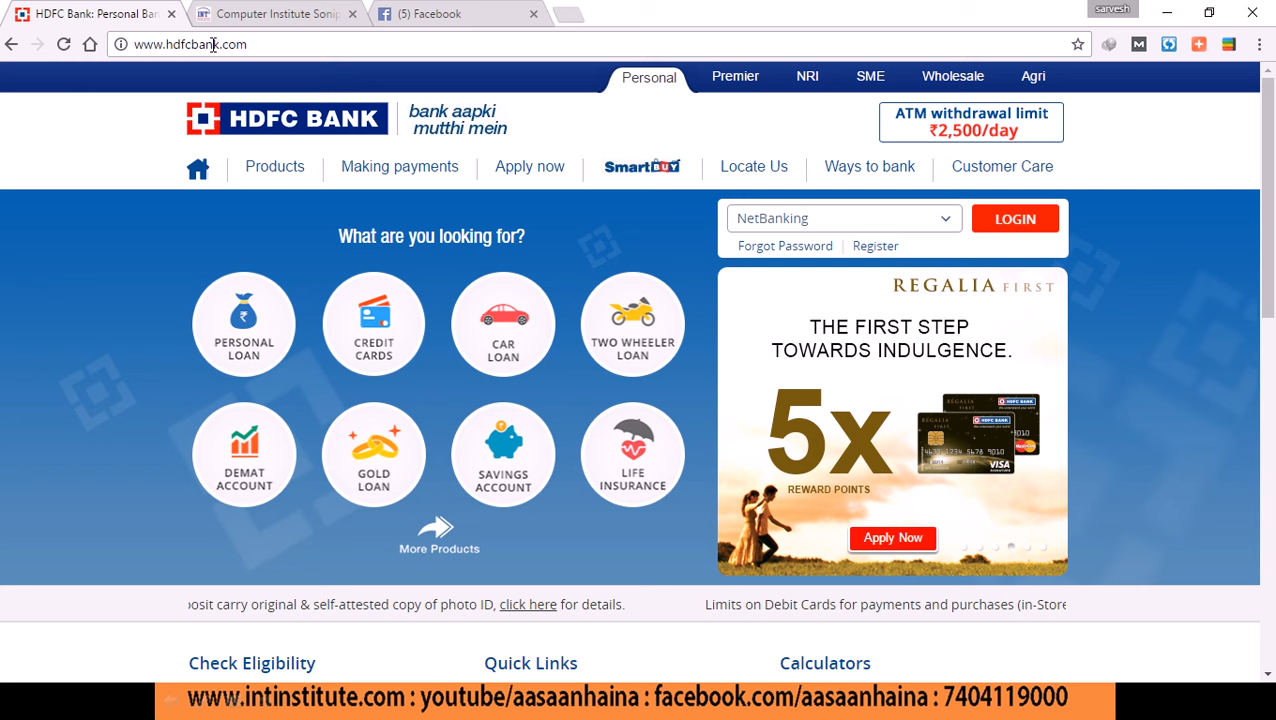 HDFC Bank: Personal Ban
Computer Institute Sonip
(5) Facebook
sarvesh
www.hdfcbank.com
Personal Premier NRI SME Wholesale Agri
HDFC BANK
bank aapki
mutthi mein
ATM withdrawal limit
₹2,500/day
Products Making payments Apply now SmartBUY Locate Us Ways to bank Customer Care
What are you looking for?
NetBanking
LOGIN
Forgot Password Register
PERSONAL
LOAN
CREDIT
CARDS
CAR
LOAN
TWO WHEELER
LOAN
DEMAT
ACCOUNT
GOLD
LOAN
SAVINGS
ACCOUNT
LIFE
INSURANCE
More Products
REGALIA FIRST
THE FIRST STEP
TOWARDS INDULGENCE.
5x
REWARD POINTS
Apply Now
posit carry original & self-attested copy of photo ID, click here for details.
Limits on Debit Cards for payments and purchases (in-Store
Check Eligibility Quick Links Calculators
www.intinstitute.com : youtube/aasaanhaina : facebook.com/aasaanhaina : 7404119000